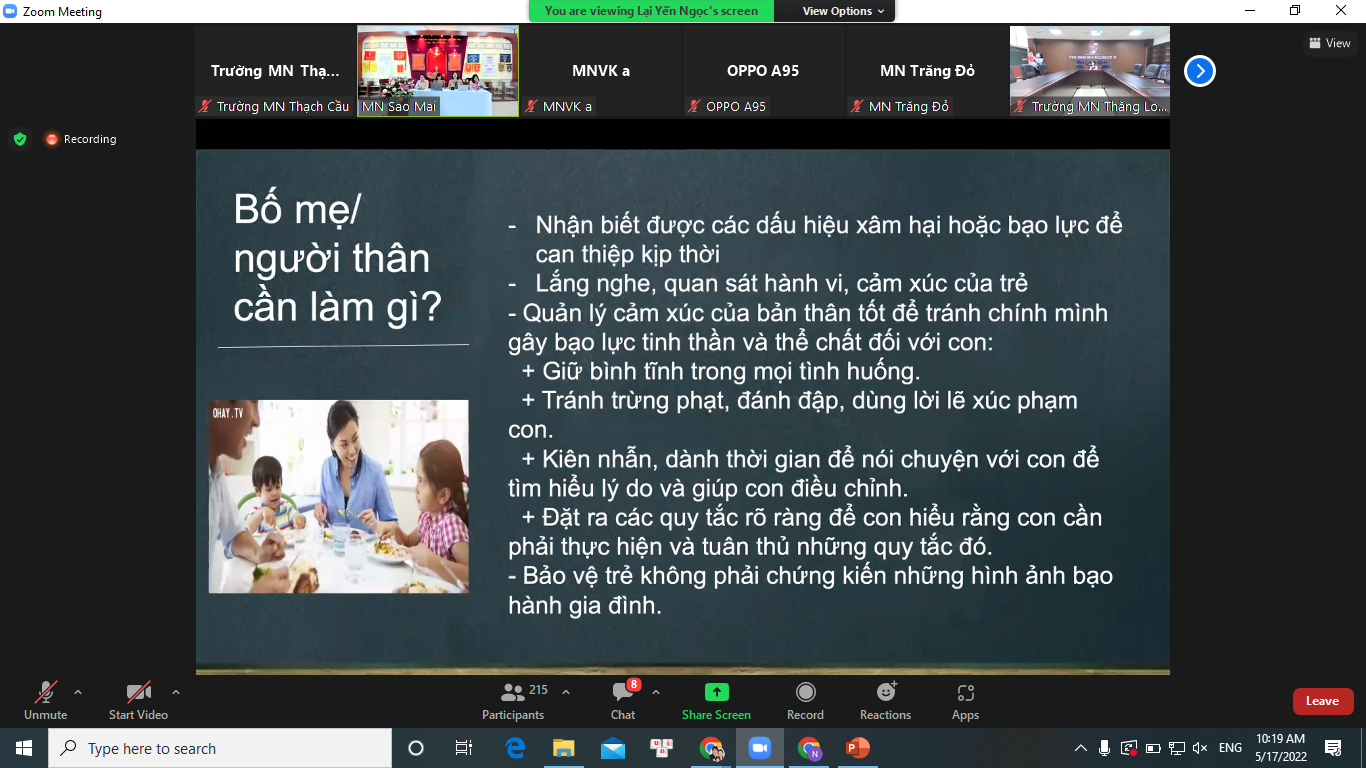 Zoom Meeting
You are viewing Lại Yến Ngọc's screen
View Options
View
Trường MN Thạ...
Trường MN Thạch Cầu
MN Sao Mai
MNVK a
MNVK a
OPPO A95
OPPO A95
MN Trăng Đỏ
MN Trăng Đỏ
Trường MN Thăng Lo...
Recording
Bố mẹ/
người thân
cần làm gì?
OHAY.TV
- Nhận biết được các dấu hiệu xâm hại hoặc bạo lực để
can thiệp kịp thời
- Lắng nghe, quan sát hành vi, cảm xúc của trẻ
- Quản lý cảm xúc của bản thân tốt để tránh chính mình
gây bạo lực tinh thần và thể chất đối với con:
+ Giữ bình tĩnh trong mọi tình huống.
+ Tránh trừng phạt, đánh đập, dùng lời lẽ xúc phạm
con.
+ Kiên nhẫn, dành thời gian để nói chuyện với con để
tìm hiểu lý do và giúp con điều chỉnh.
+ Đặt ra các quy tắc rõ ràng để con hiểu rằng con cần
phải thực hiện và tuân thủ những quy tắc đó.
- Bảo vệ trẻ không phải chứng kiến những hình ảnh bạo
hành gia đình.
Unmute
Start Video
215
Participants
8
Chat
Share Screen
Record
Reactions
Apps
Leave
Type here to search
ENG
10:19 AM
5/17/2022